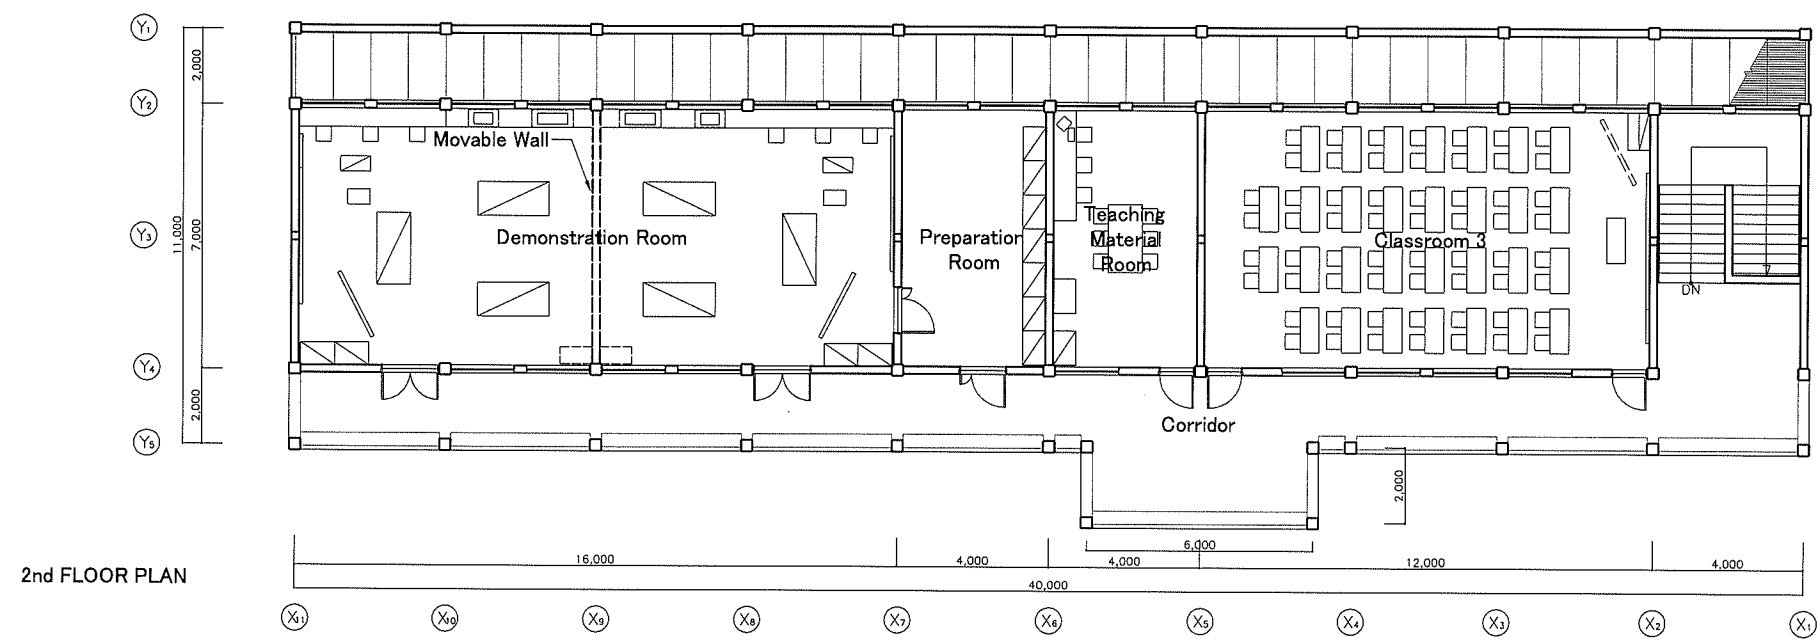 Y₁
2,000
Y₂
Movable Wall
11,000
7,000
Y₃
Demonstration Room
Preparation
Room
Teaching
Material
Room
Classroom 3
DN
Y₄
2,000
Corridor
Y₅
2,000
6,000
16,000
4,000
4,000
12,000
4,000
40,000
2nd FLOOR PLAN
X₁₁
X₁₀
X₉
X₈
X₇
X₆
X₅
X₄
X₃
X₂
X₁